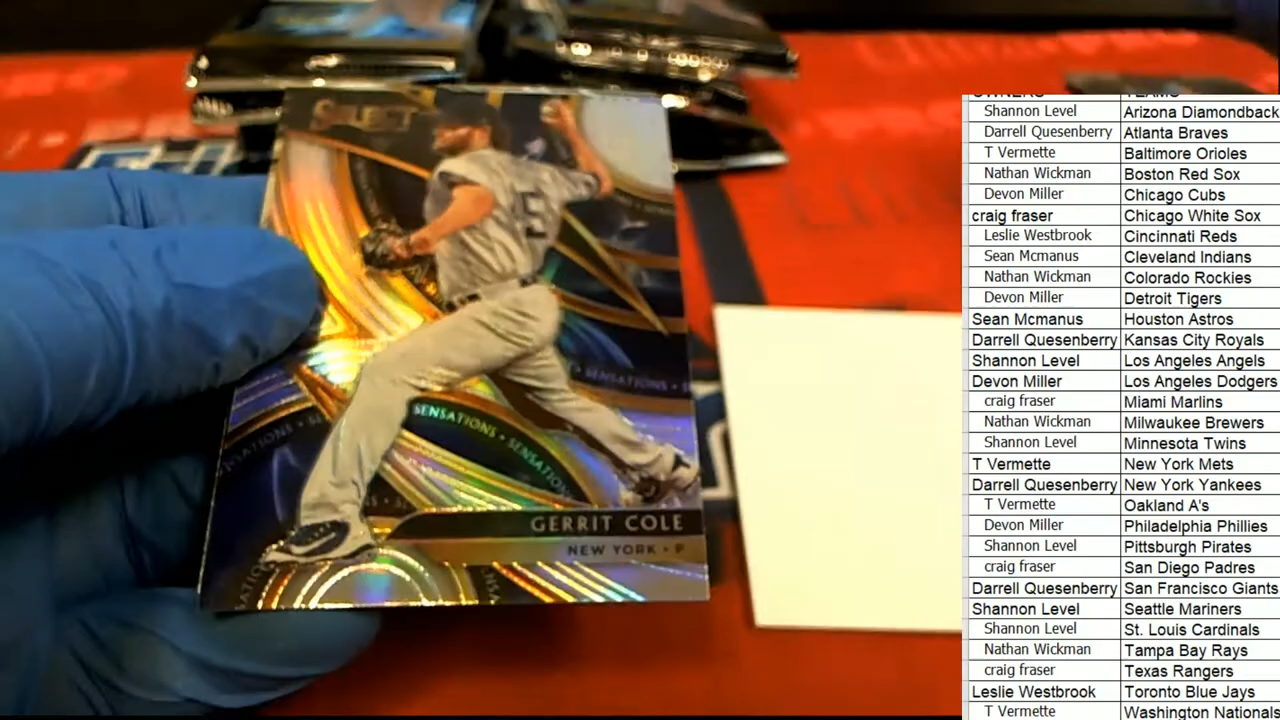 SELECT
45
SENSATIONS • SENSATIONS
SENSATIONS
GERRIT COLE
NEW YORK • P
OWNERS TEAMS
Shannon Level Arizona Diamondback
Darrell Quesenberry Atlanta Braves
T Vermette Baltimore Orioles
Nathan Wickman Boston Red Sox
Devon Miller Chicago Cubs
craig fraser Chicago White Sox
Leslie Westbrook Cincinnati Reds
Sean Mcmanus Cleveland Indians
Nathan Wickman Colorado Rockies
Devon Miller Detroit Tigers
Sean Mcmanus Houston Astros
Darrell Quesenberry Kansas City Royals
Shannon Level Los Angeles Angels
Devon Miller Los Angeles Dodgers
craig fraser Miami Marlins
Nathan Wickman Milwaukee Brewers
Shannon Level Minnesota Twins
T Vermette New York Mets
Darrell Quesenberry New York Yankees
T Vermette Oakland A's
Devon Miller Philadelphia Phillies
Shannon Level Pittsburgh Pirates
craig fraser San Diego Padres
Darrell Quesenberry San Francisco Giants
Shannon Level Seattle Mariners
Shannon Level St. Louis Cardinals
Nathan Wickman Tampa Bay Rays
craig fraser Texas Rangers
Leslie Westbrook Toronto Blue Jays
T Vermette Washington Nationals